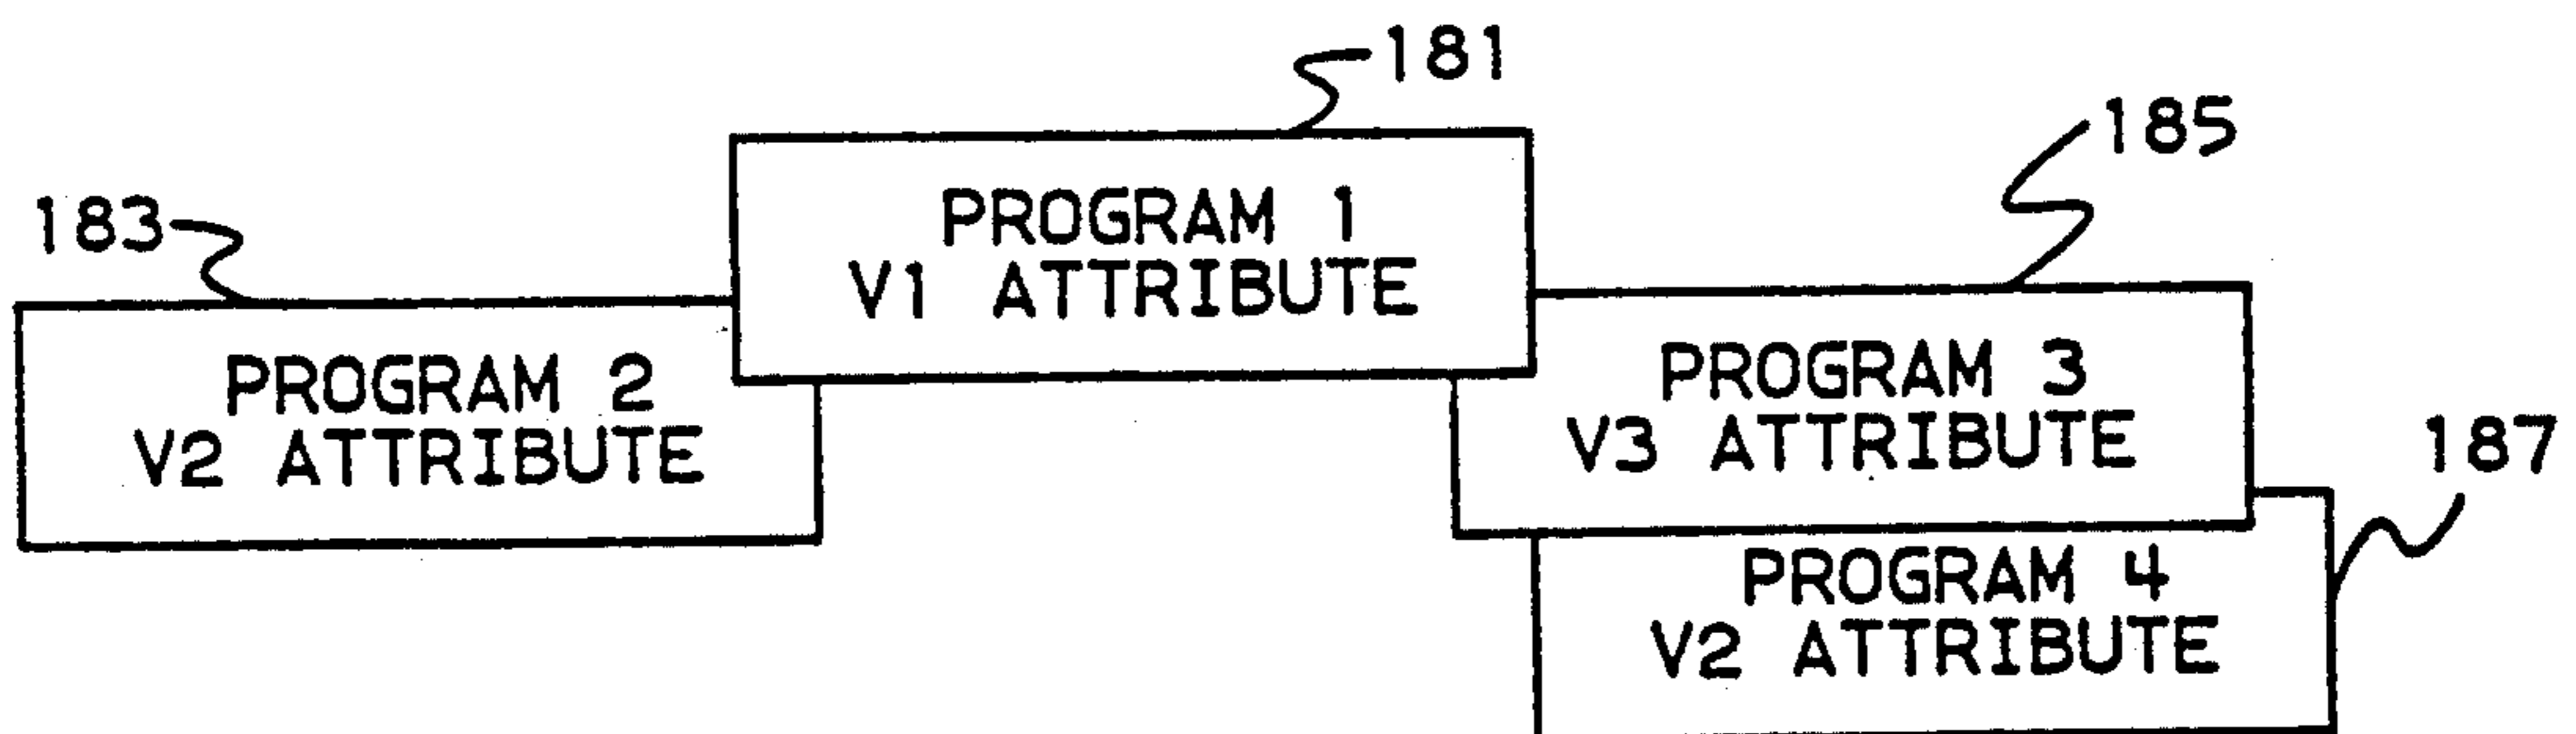 181
PROGRAM 1
V1 ATTRIBUTE
183
PROGRAM 2
V2 ATTRIBUTE
185
PROGRAM 3
V3 ATTRIBUTE
187
PROGRAM 4
V2 ATTRIBUTE